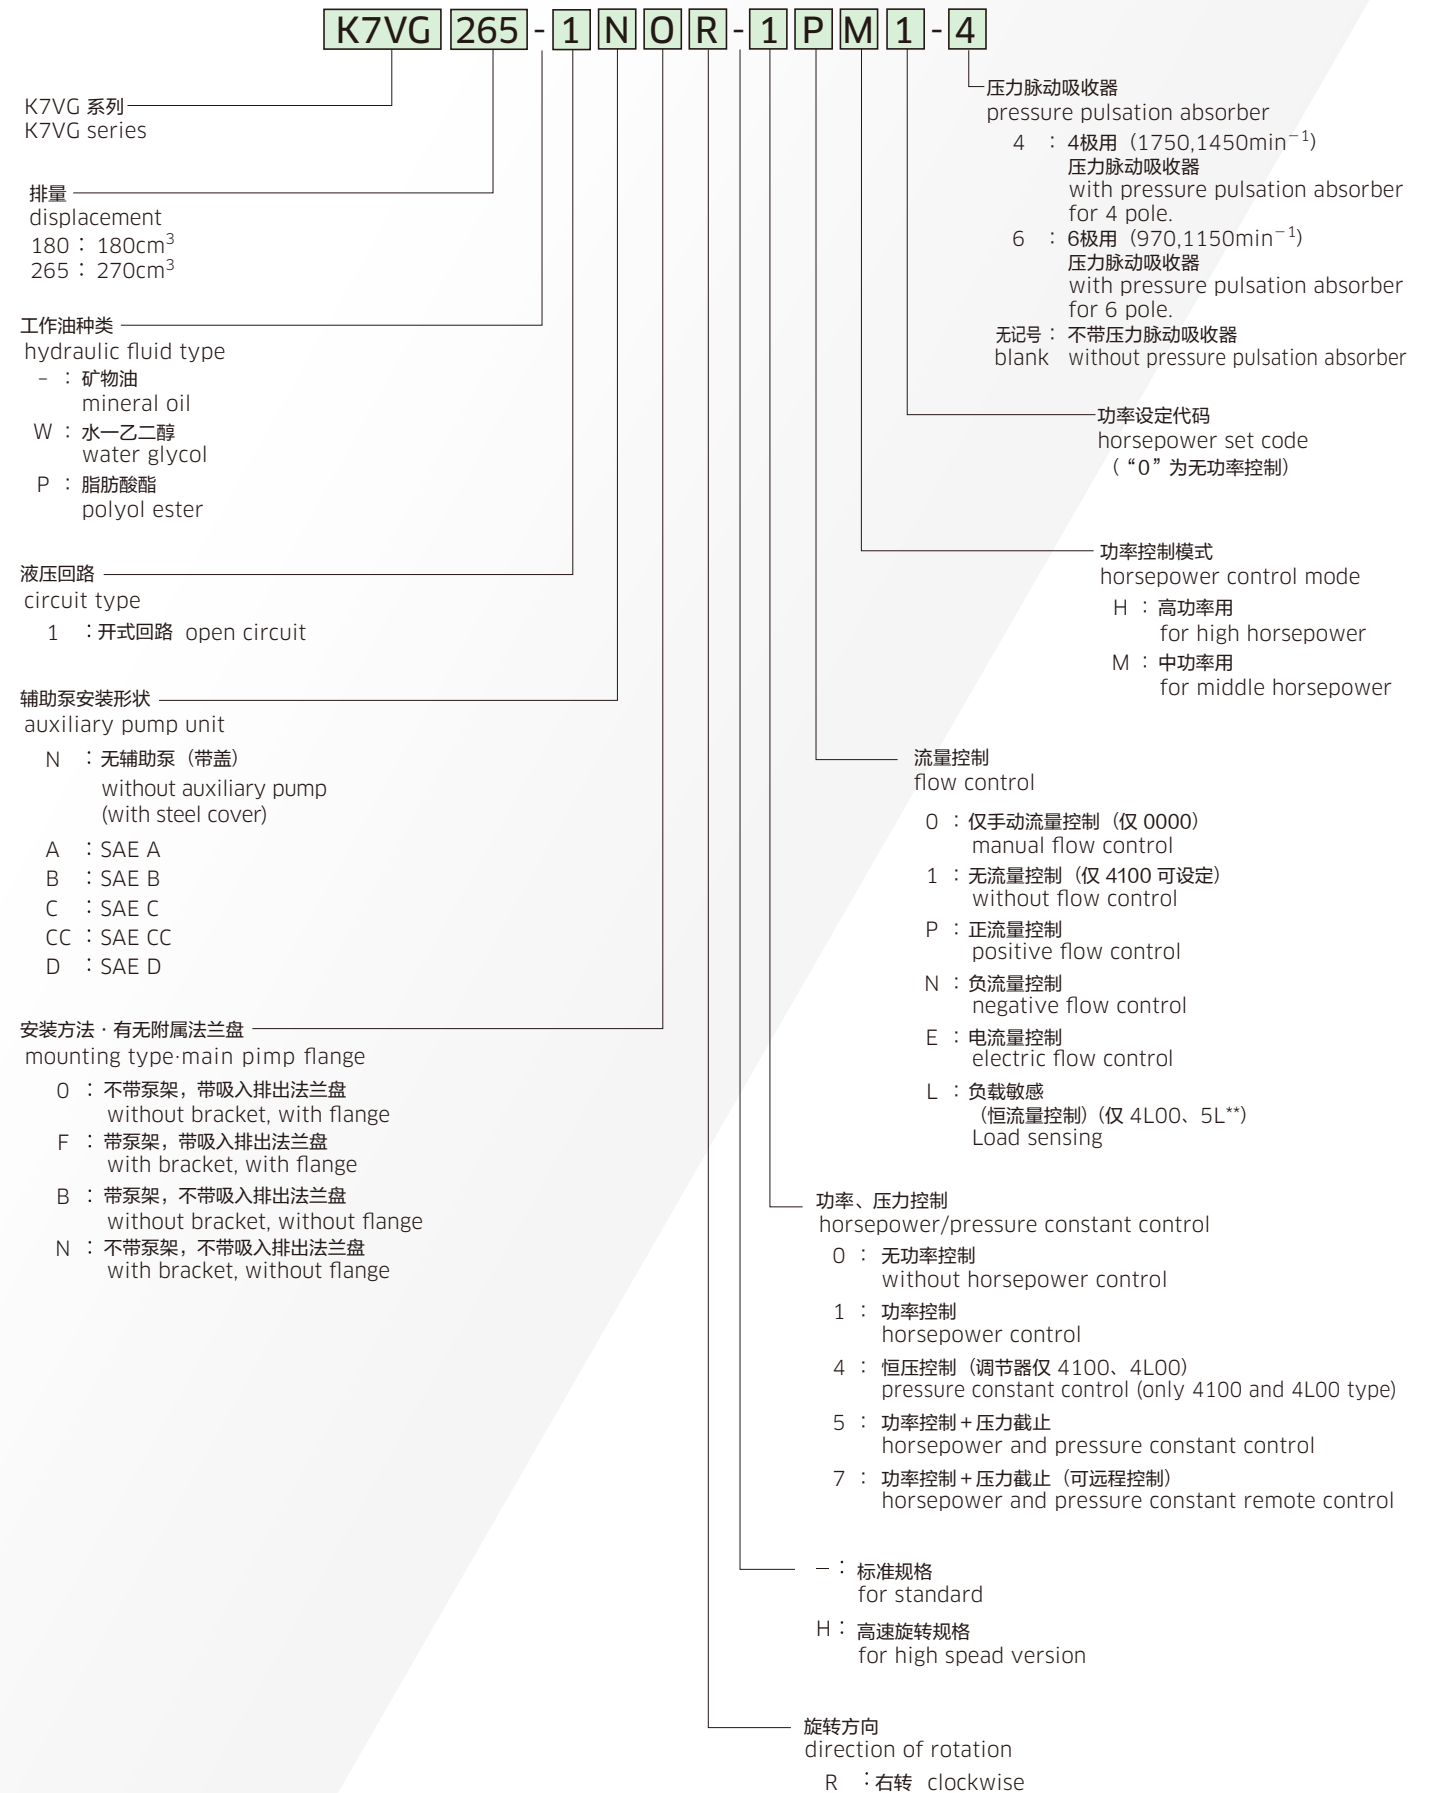 K7VG 265 - 1 N 0 R - 1 P M 1 - 4
K7VG 系列
K7VG series
排量
displacement
180： 180cm³
265： 270cm³
工作油种类
hydraulic fluid type
– ：矿物油
mineral oil
W ：水一乙二醇
water glycol
P ：脂肪酸酯
polyol ester
液压回路
circuit type
1 ：开式回路 open circuit
辅助泵安装形状
auxiliary pump unit
N ：无辅助泵（带盖）
without auxiliary pump
(with steel cover)
A ：SAE A
B ：SAE B
C ：SAE C
CC ：SAE CC
D ：SAE D
安装方法 · 有无附属法兰盘
mounting type·main pimp flange
0 ：不带泵架，带吸入排出法兰盘
without bracket, with flange
F ：带泵架，带吸入排出法兰盘
with bracket, with flange
B ：带泵架，不带吸入排出法兰盘
without bracket, without flange
N ：不带泵架，不带吸入排出法兰盘
with bracket, without flange
压力脉动吸收器
pressure pulsation absorber
4 ：4极用（1750,1450min⁻¹）
压力脉动吸收器
with pressure pulsation absorber
for 4 pole.
6 ：6极用（970,1150min⁻¹）
压力脉动吸收器
with pressure pulsation absorber
for 6 pole.
无记号：不带压力脉动吸收器
blank without pressure pulsation absorber
功率设定代码
horsepower set code
（ “0” 为无功率控制）
功率控制模式
horsepower control mode
H ：高功率用
for high horsepower
M ：中功率用
for middle horsepower
流量控制
flow control
0 ：仅手动流量控制（仅 0000）
manual flow control
1 ：无流量控制（仅 4100 可设定）
without flow control
P ：正流量控制
positive flow control
N ：负流量控制
negative flow control
E ：电流量控制
electric flow control
L ：负载敏感
（恒流量控制）（仅 4L00、5L**）
Load sensing
功率、压力控制
horsepower/pressure constant control
0 ：无功率控制
without horsepower control
1 ：功率控制
horsepower control
4 ：恒压控制（调节器仅 4100、4L00）
pressure constant control (only 4100 and 4L00 type)
5 ：功率控制 + 压力截止
horsepower and pressure constant control
7 ：功率控制 + 压力截止（可远程控制）
horsepower and pressure constant remote control
–：标准规格
for standard
H：高速旋转规格
for high spead version
旋转方向
direction of rotation
R ：右转 clockwise